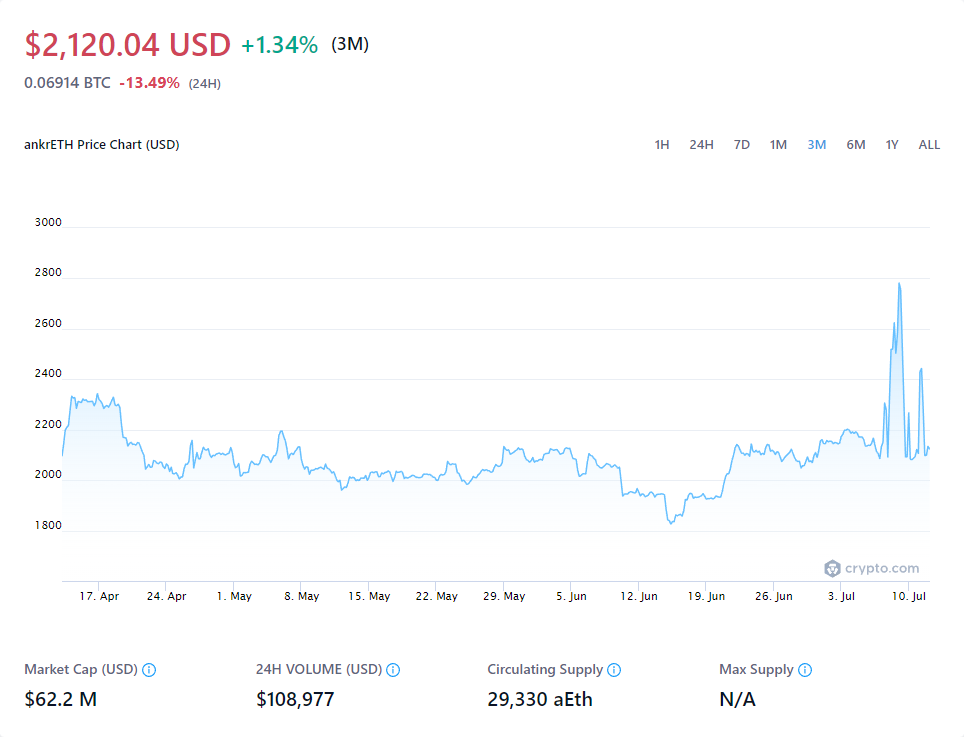 $2,120.04 USD +1.34% (3M)
0.06914 BTC -13.49% (24H)
ankrETH Price Chart (USD) 1H 24H 7D 1M 3M 6M 1Y ALL
3000
2800
2600
2400
2200
2000
1800
crypto.com
17. Apr 24. Apr 1. May 8. May 15. May 22. May 29. May 5. Jun 12. Jun 19. Jun 26. Jun 3. Jul 10. Jul
Market Cap (USD) 24H VOLUME (USD) Circulating Supply Max Supply
$62.2 M $108,977 29,330 aEth N/A